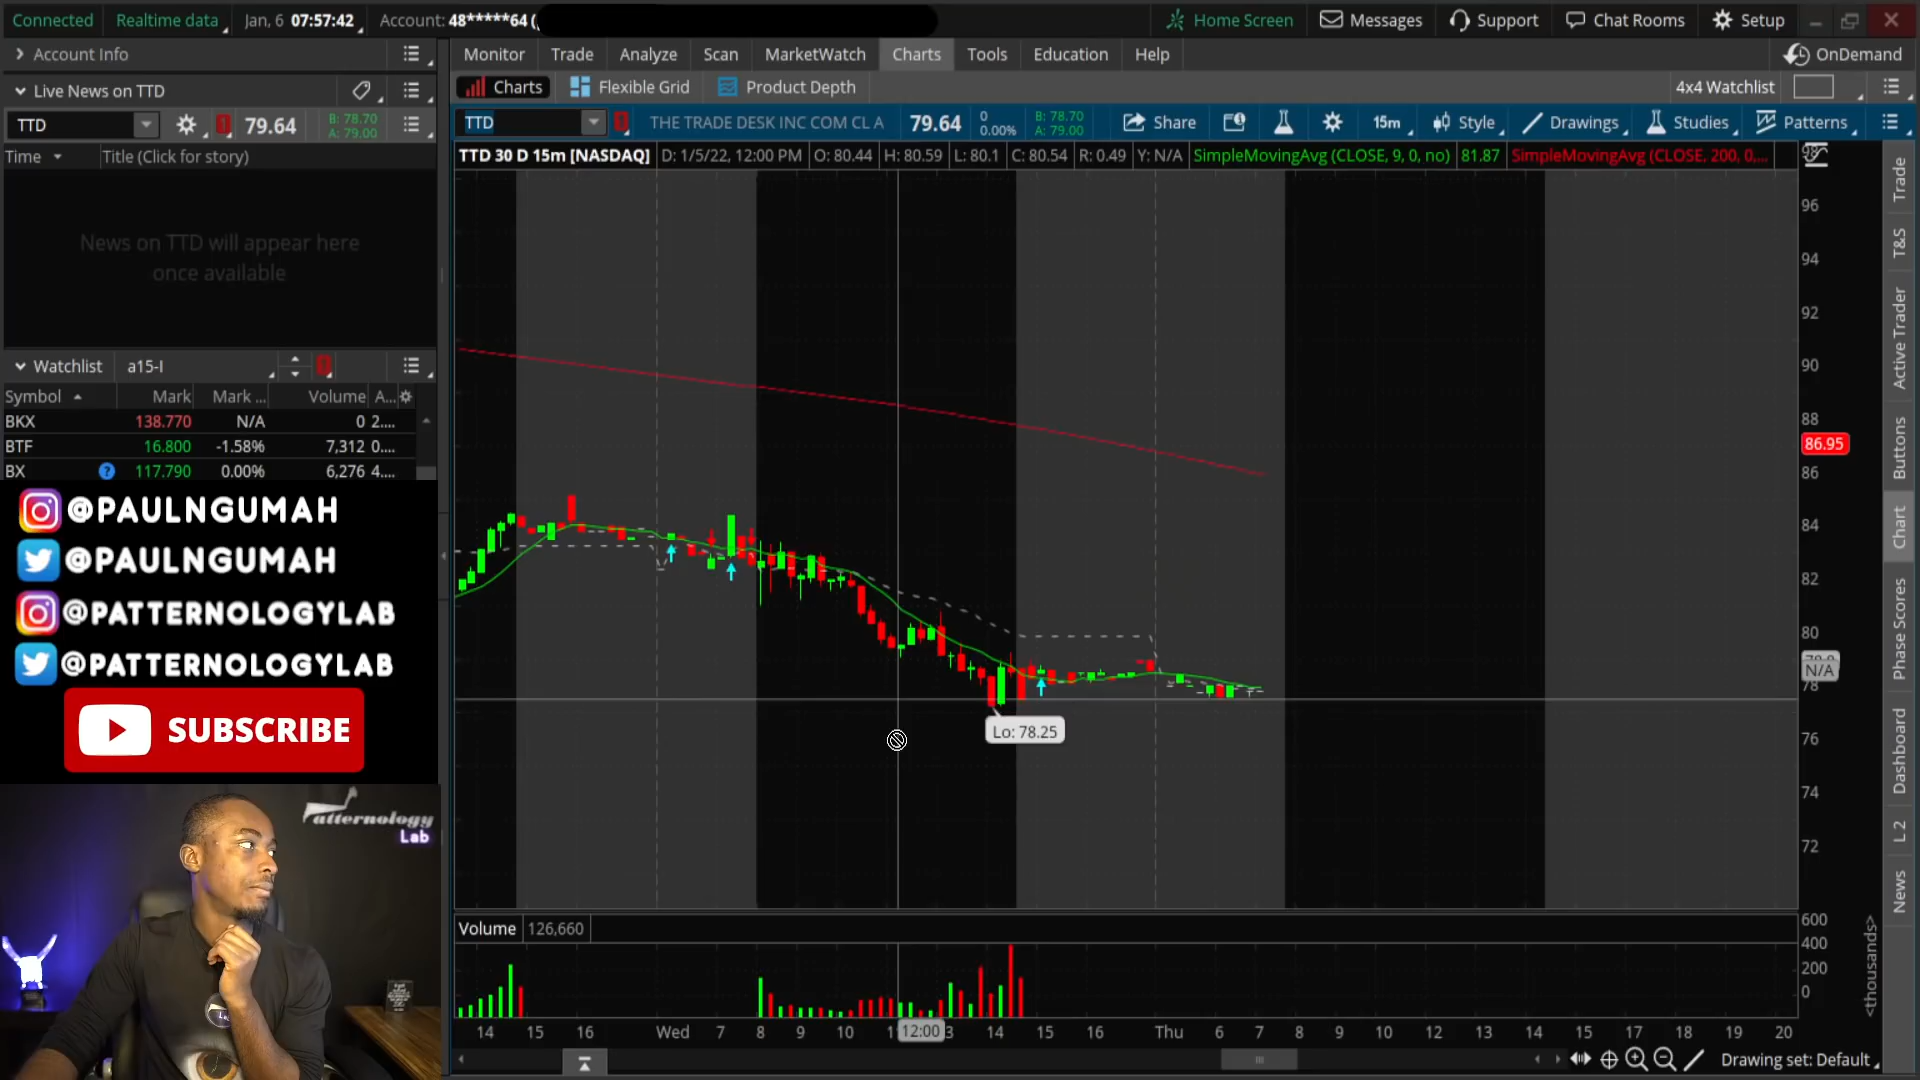 Connected Realtime data Jan, 6 07:57:42 Account: 48*****64 ( Home Screen Messages Support Chat Rooms Setup
Account Info Monitor Trade Analyze Scan MarketWatch Charts Tools Education Help OnDemand
Live News on TTD Charts Flexible Grid Product Depth 4x4 Watchlist
TTD 79.64 B: 78.70 A: 79.00
TTD THE TRADE DESK INC COM CL A 79.64 0 0.00% B: 78.70 A: 79.00 Share 15m Style Drawings Studies Patterns
Time Title (Click for story)
TTD 30 D 15m [NASDAQ] D: 1/5/22, 12:00 PM O: 80.44 H: 80.59 L: 80.1 C: 80.54 R: 0.49 Y: N/A SimpleMovingAvg (CLOSE, 9, 0, no) 81.87 SimpleMovingAvg (CLOSE, 200, 0,...
News on TTD will appear here
once available
Watchlist a15-I
Symbol Mark Mark ... Volume A...
BKX 138.770 N/A 0 2....
BTF 16.800 -1.58% 7,312 0....
BX 117.790 0.00% 6,276 4....
@PAULNGUMAH
@PAULNGUMAH
@PATTERNOLOGYLAB
@PATTERNOLOGYLAB
SUBSCRIBE
Patternology
Lab
96
94
92
90
88
86.95
86
84
82
80
N/A
78
76
74
72
Lo: 78.25
Volume 126,660
600
400
200
0
<thousands>
14 15 16 Wed 7 8 9 10 12:00 3 14 15 16 Thu 6 7 8 9 10 12 13 14 15 17 18 20
Drawing set: Default
Trade
T&S
Active Trader
Buttons
Chart
Phase Scores
Dashboard
L 2
News